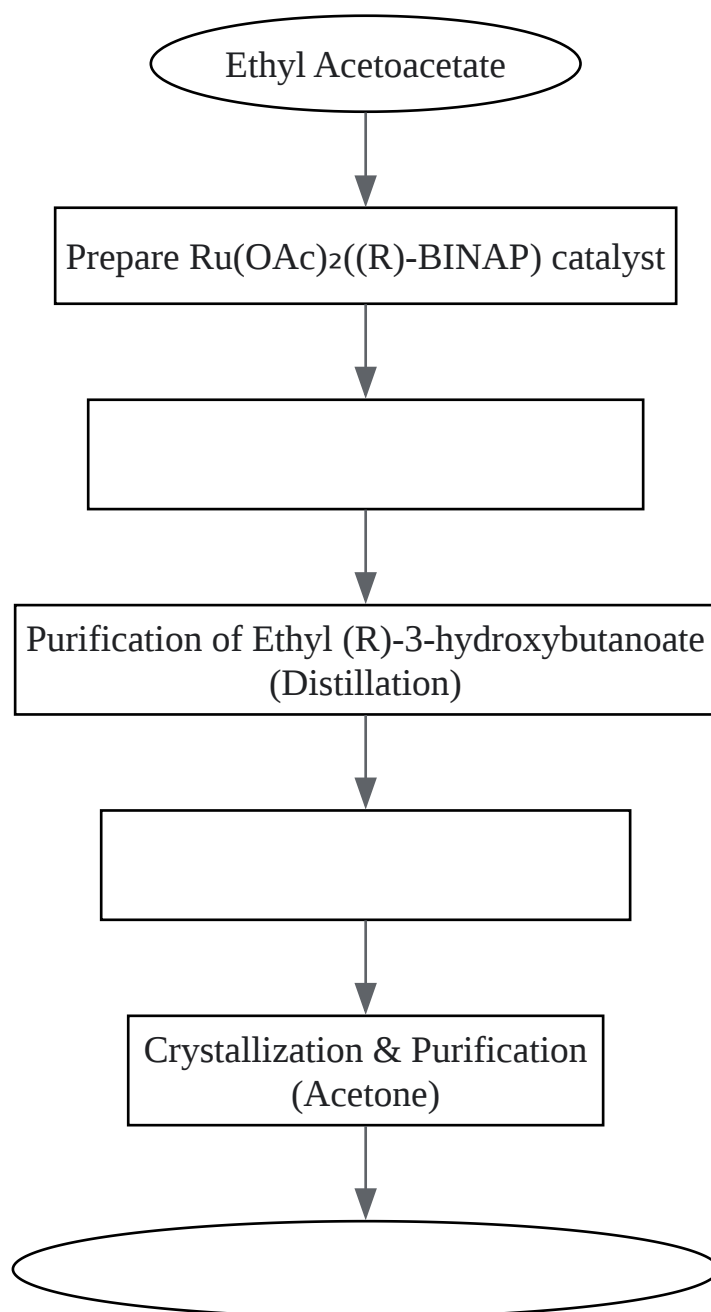 Ethyl Acetoacetate
Prepare Ru(OAc)₂((R)-BINAP) catalyst
Purification of Ethyl (R)-3-hydroxybutanoate
(Distillation)
Crystallization & Purification
(Acetone)